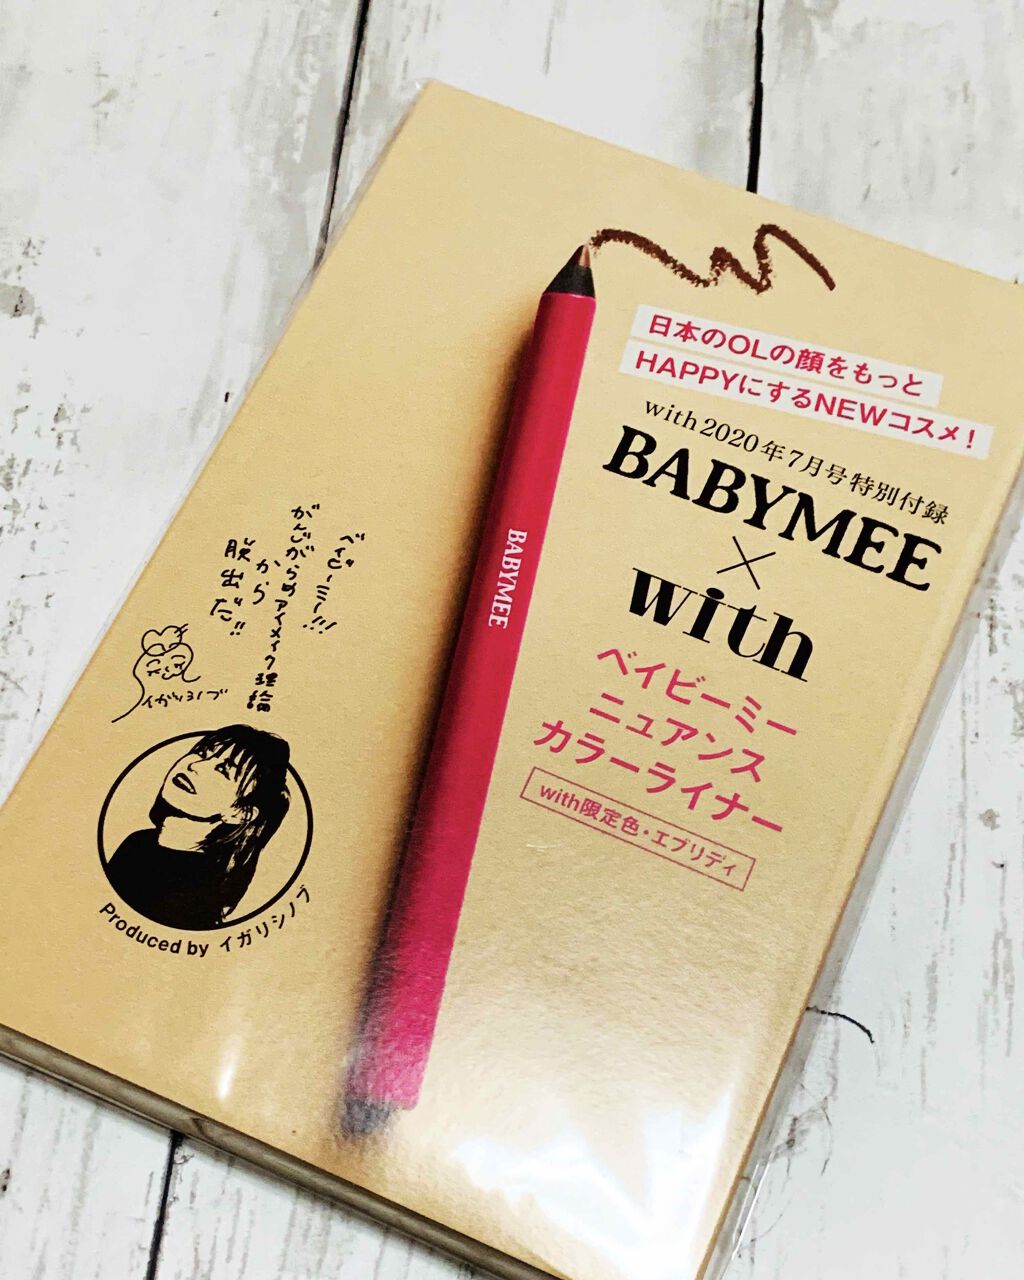 日本のOLの顔をもっと
HAPPYにするNEWコスメ!
with 2020年7月号 特別付録
BABYMEE
×
with
ベイビーミー
ニュアンス
カラーライナー
with限定色・エブリディ
BABYMEE
ベイビーミー!!
がんじがらめアイメイク理論
から
脱出だ!!
イガリシノブ
Produced by イガリシノブ